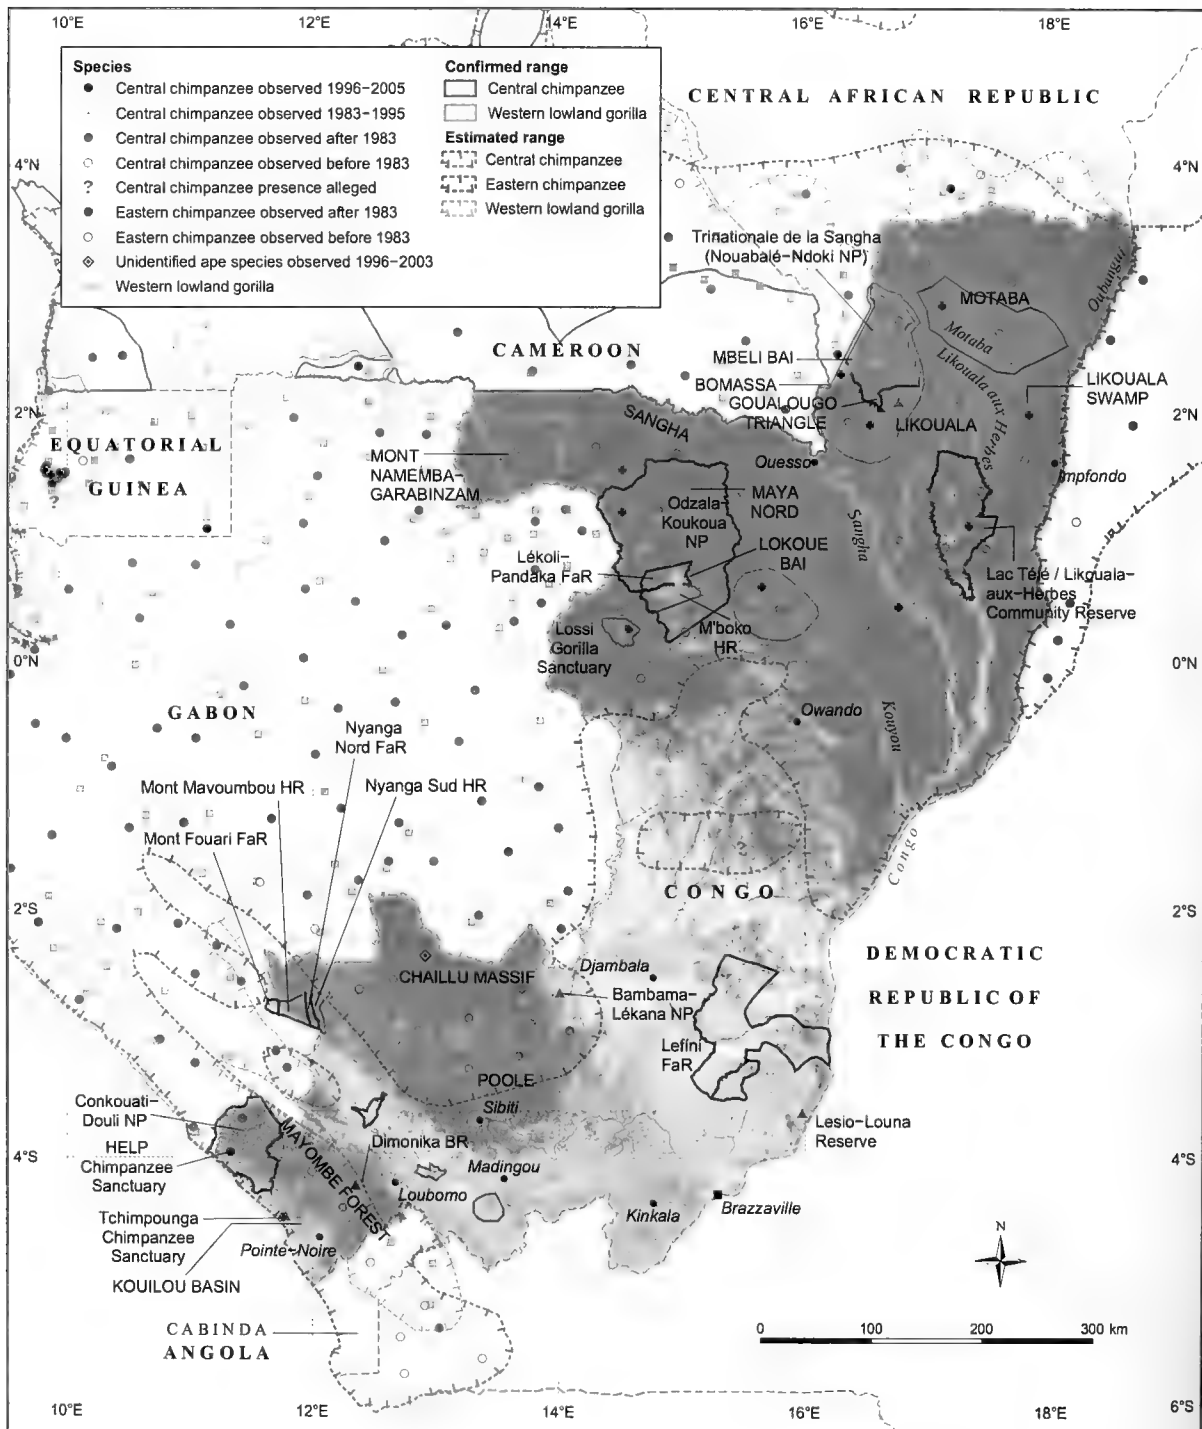 10°E
12°E
14°E
16°E
18°E
Species
Central chimpanzee observed 1996–2005
Central chimpanzee observed 1983–1995
Central chimpanzee observed after 1983
Central chimpanzee observed before 1983
? Central chimpanzee presence alleged
Eastern chimpanzee observed after 1983
Eastern chimpanzee observed before 1983
Unidentified ape species observed 1996–2003
Western lowland gorilla
Confirmed range
Central chimpanzee
Western lowland gorilla
Estimated range
Central chimpanzee
Eastern chimpanzee
Western lowland gorilla
CENTRAL AFRICAN REPUBLIC
4°N
4°N
Trinationale de la Sangha
(Nouabalé–Ndoki NP)
Oubangui
MOTABA
Motaba
CAMEROON
MBELI BAI
BOMASSA
GOUALOUGO
TRIANGLE
Likouala aux Herbes
LIKOUALA
SWAMP
2°N
2°N
SANGHA
LIKOUALA
EQUATORIAL
GUINEA
?
MONT
NAMEMBA–
GARABINZAM
Ouesso
Impfondo
Odzala–
Koukoua
NP
MAYA
NORD
Sangha
Lékoli–
Pandaka FaR
LOKOUE
BAI
Lac Télé / Likouala–
aux–Herbes
Community Reserve
Lossi
Gorilla
Sanctuary
M'boko
HR
0°N
0°N
GABON
Nyanga
Nord FaR
Owando
Kouyou
Mont Mavoumbou HR
Nyanga Sud HR
Mont Fouari FaR
?
Congo
CONGO
2°S
2°S
DEMOCRATIC
REPUBLIC OF
THE CONGO
CHAILLU MASSIF
Djambala
Bambama–
Lékana NP
Lefini
FaR
POOLE
Sibiti
Conkouati–
Douli NP
MAYOMBE FOREST
Dimonika BR
Lesio–Louna
Reserve
HELP
Chimpanzee
Sanctuary
4°S
4°S
Madingou
Loubomo
Kinkala
Brazzaville
Tchimpounga
Chimpanzee
Sanctuary
Pointe–Noire
KOUILOU BASIN
N
CABINDA
ANGOLA
0
100
200
300 km
10°E
12°E
14°E
16°E
18°E
6°S